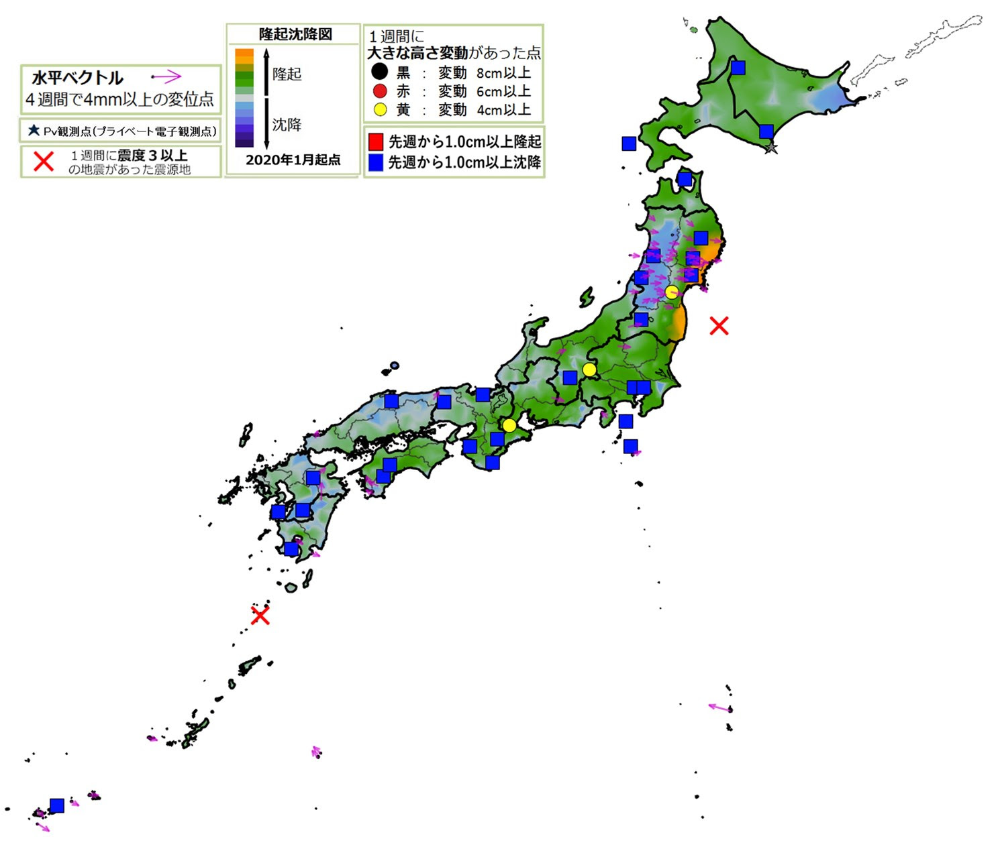 水平ベクトル
４週間で4mm以上の変位点
Pv観測点(プライベート電子観測点)
１週間に震度３以上
の地震があった震源地
隆起沈降図
隆起
沈降
2020年1月起点
１週間に
大きな高さ変動があった点
黒 ： 変動 8cm以上
赤 ： 変動 6cm以上
黄 ： 変動 4cm以上
先週から1.0cm以上隆起
先週から1.0cm以上沈降